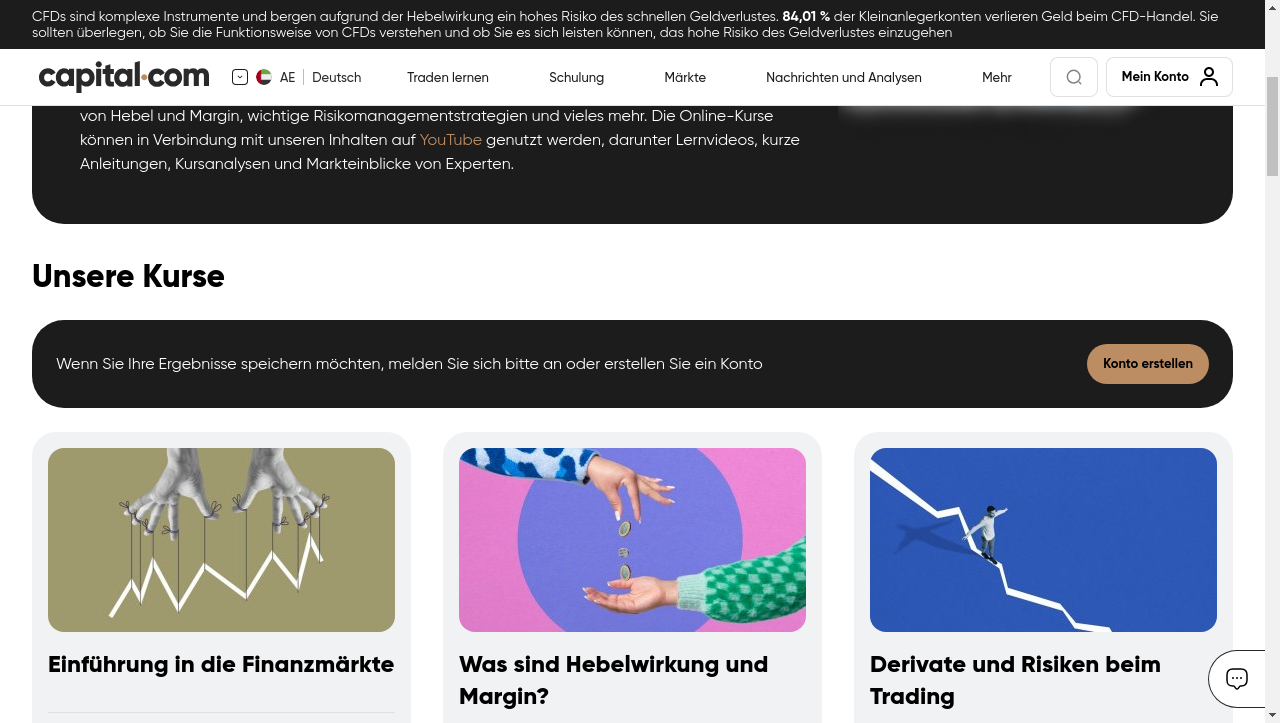 CFDs sind komplexe Instrumente und bergen aufgrund der Hebelwirkung ein hohes Risiko des schnellen Geldverlustes. 84,01 % der Kleinanlegerkonten verlieren Geld beim CFD-Handel. Sie
sollten überlegen, ob Sie die Funktionsweise von CFDs verstehen und ob Sie es sich leisten können, das hohe Risiko des Geldverlustes einzugehen
capital.com AE Deutsch Traden lernen Schulung Märkte Nachrichten und Analysen Mehr Mein Konto
von Hebel und Margin, wichtige Risikomanagementstrategien und vieles mehr. Die Online-Kurse
können in Verbindung mit unseren Inhalten auf YouTube genutzt werden, darunter Lernvideos, kurze
Anleitungen, Kursanalysen und Markteinblicke von Experten.
Unsere Kurse
Wenn Sie Ihre Ergebnisse speichern möchten, melden Sie sich bitte an oder erstellen Sie ein Konto
Konto erstellen
Einführung in die Finanzmärkte
Was sind Hebelwirkung und
Margin?
Derivate und Risiken beim
Trading